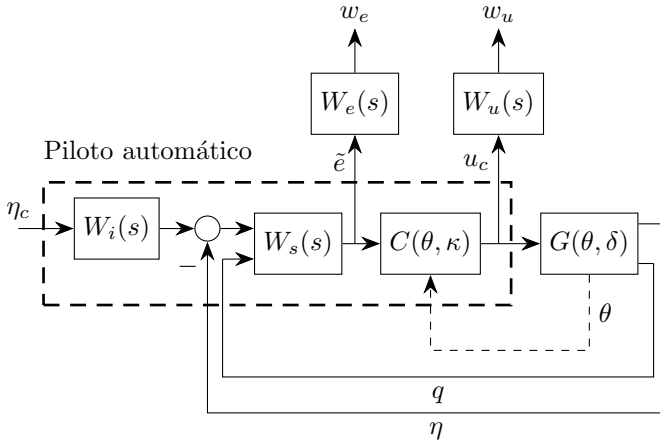 w_e w_u
W_e(s) W_u(s)
Piloto automático
ẽ u_c
η_c W_i(s) W_s(s) C(θ, κ) G(θ, δ)
−
θ
q
η